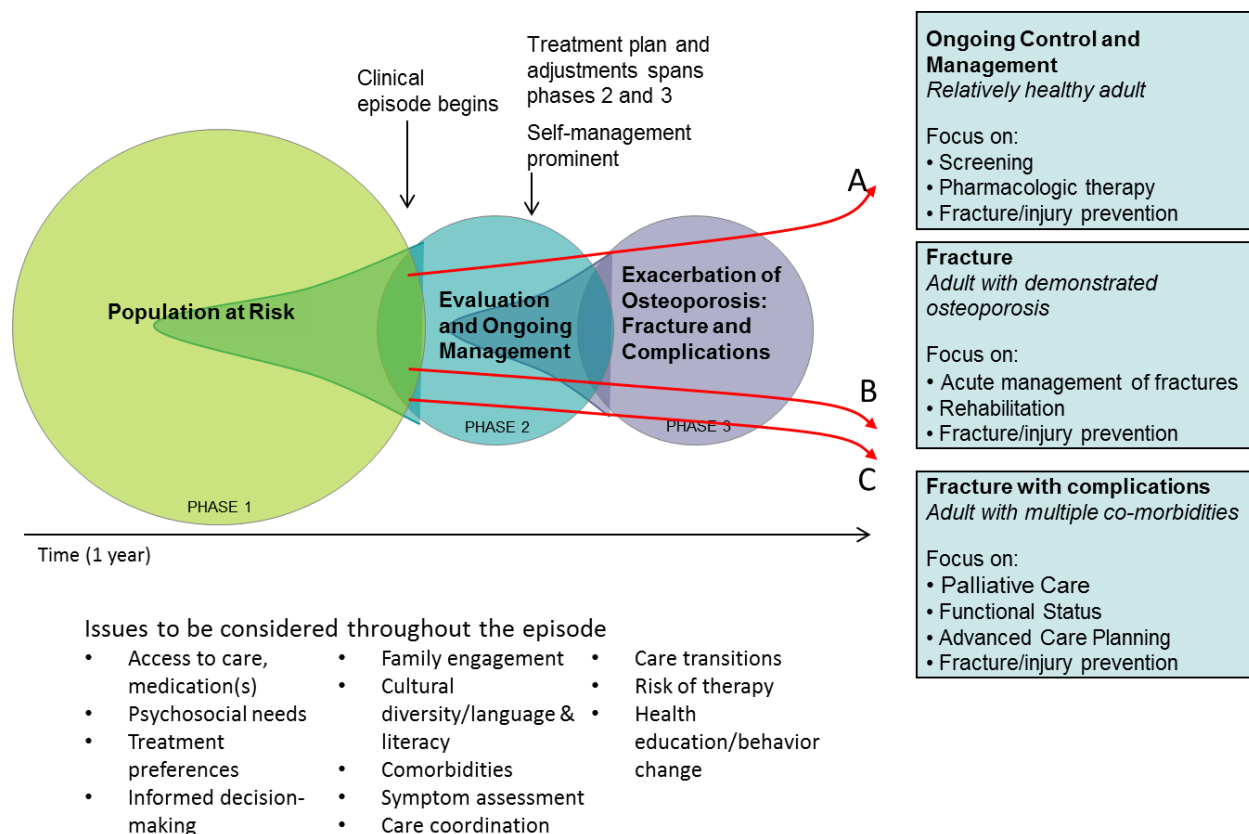 Clinical
episode begins
Treatment plan and
adjustments spans
phases 2 and 3
Self-management
prominent
Population at Risk
PHASE 1
Evaluation
and Ongoing
Management
PHASE 2
Exacerbation of
Osteoporosis:
Fracture and
Complications
PHASE 3
A
B
C
Time (1 year)
Ongoing Control and
Management
Relatively healthy adult
Focus on:
• Screening
• Pharmacologic therapy
• Fracture/injury prevention
Fracture
Adult with demonstrated
osteoporosis
Focus on:
• Acute management of fractures
• Rehabilitation
• Fracture/injury prevention
Fracture with complications
Adult with multiple co-morbidities
Focus on:
• Palliative Care
• Functional Status
• Advanced Care Planning
• Fracture/injury prevention
Issues to be considered throughout the episode
• Access to care,
medication(s)
• Psychosocial needs
• Treatment
preferences
• Informed decision-
making
• Family engagement
• Cultural
diversity/language &
literacy
• Comorbidities
• Symptom assessment
• Care coordination
• Care transitions
• Risk of therapy
• Health
education/behavior
change